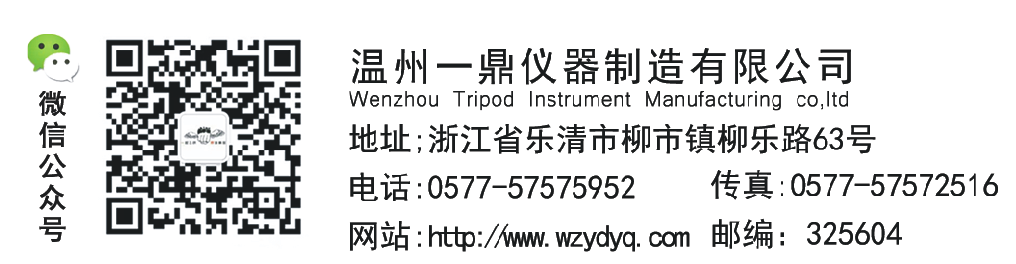 微信公众号
温州一鼎仪器制造有限公司
Wenzhou Tripod Instrument Manufacturing co,ltd
地址;浙江省乐清市柳市镇柳乐路63号
电话:0577-57575952 传真:0577-57572516
网站:http://www.wzydyq.com 邮编：325604